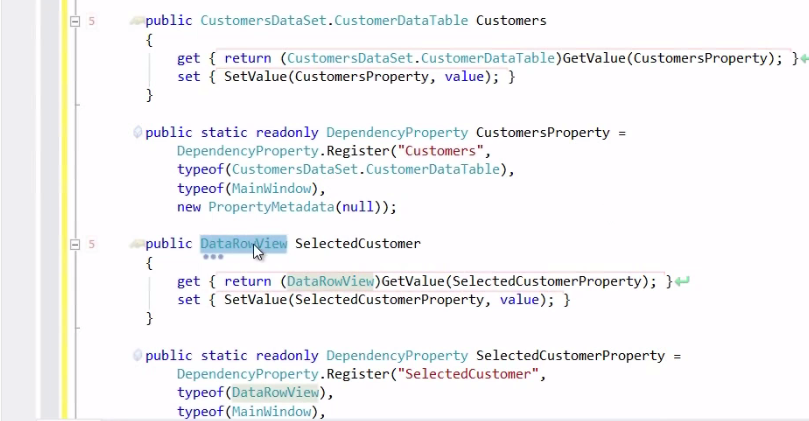 5 public CustomersDataSet.CustomerDataTable Customers
{
get { return (CustomersDataSet.CustomerDataTable)GetValue(CustomersProperty); }
set { SetValue(CustomersProperty, value); }
}
public static readonly DependencyProperty CustomersProperty =
DependencyProperty.Register("Customers",
typeof(CustomersDataSet.CustomerDataTable),
typeof(MainWindow),
new PropertyMetadata(null));
5 public DataRowView SelectedCustomer
{
get { return (DataRowView)GetValue(SelectedCustomerProperty); }
set { SetValue(SelectedCustomerProperty, value); }
}
public static readonly DependencyProperty SelectedCustomerProperty =
DependencyProperty.Register("SelectedCustomer",
typeof(DataRowView),
typeof(MainWindow),